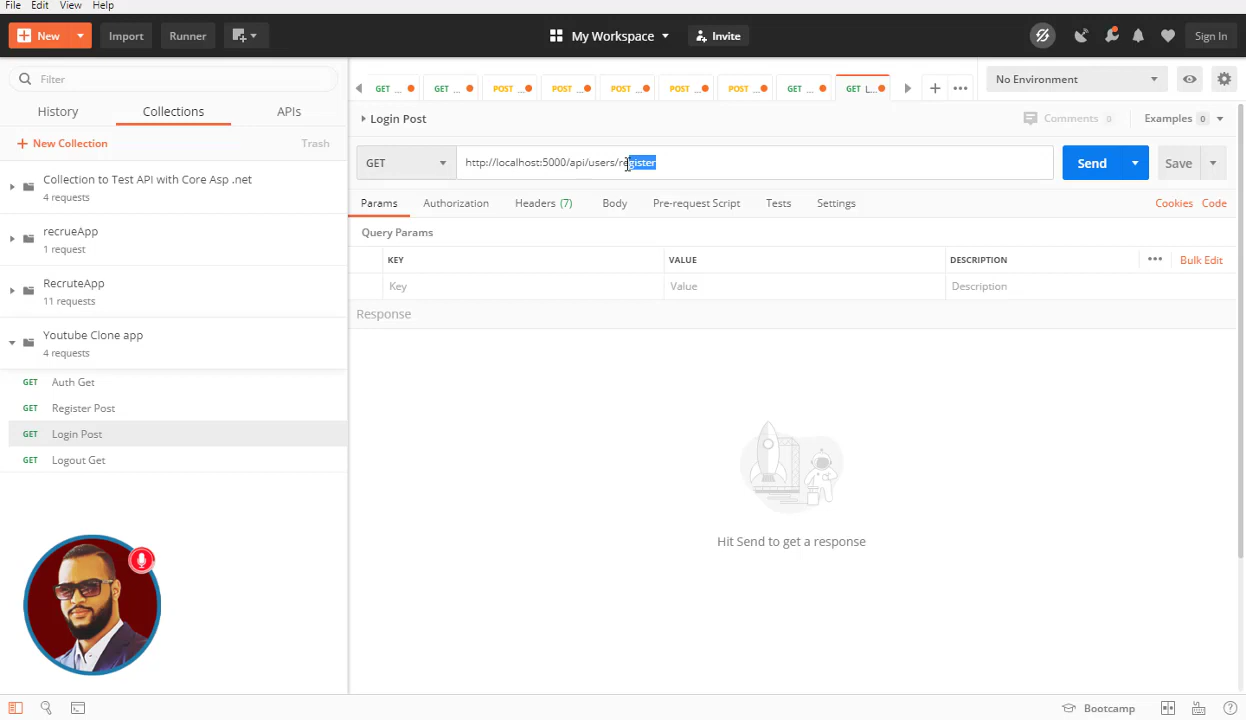 File Edit View Help
New Import Runner My Workspace Invite Sign In
Filter
History Collections APIs
New Collection Trash
Collection to Test API with Core Asp .net
4 requests
recrueApp
1 request
RecruteApp
11 requests
Youtube Clone app
4 requests
GET Auth Get
GET Register Post
GET Login Post
GET Logout Get
GET ... GET ... POST ... POST ... POST ... POST ... POST ... GET ... GET L... No Environment
Login Post Comments 0 Examples 0
GET http://localhost:5000/api/users/register Send Save
Params Authorization Headers (7) Body Pre-request Script Tests Settings Cookies Code
Query Params
KEY VALUE DESCRIPTION Bulk Edit
Key Value Description
Response
Hit Send to get a response
Bootcamp